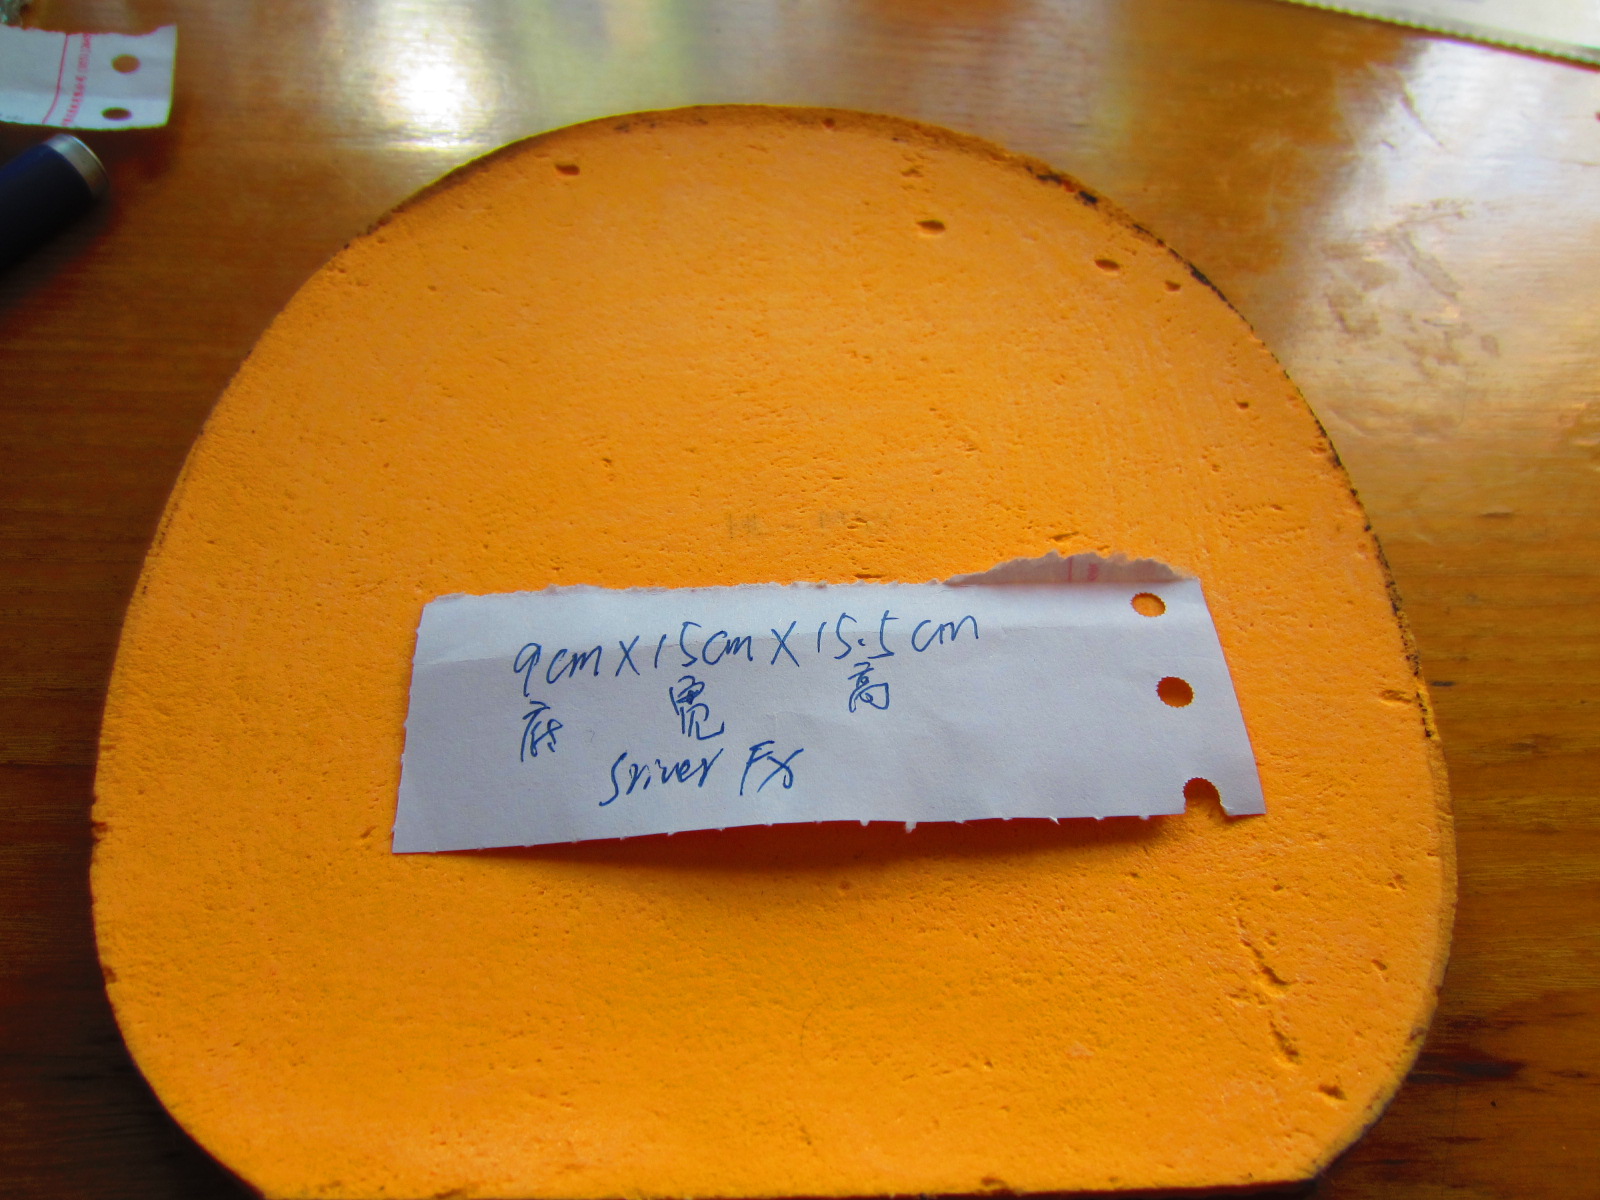 9cm X 15cm X 15.5cm
底 宽 高
Sriver FX